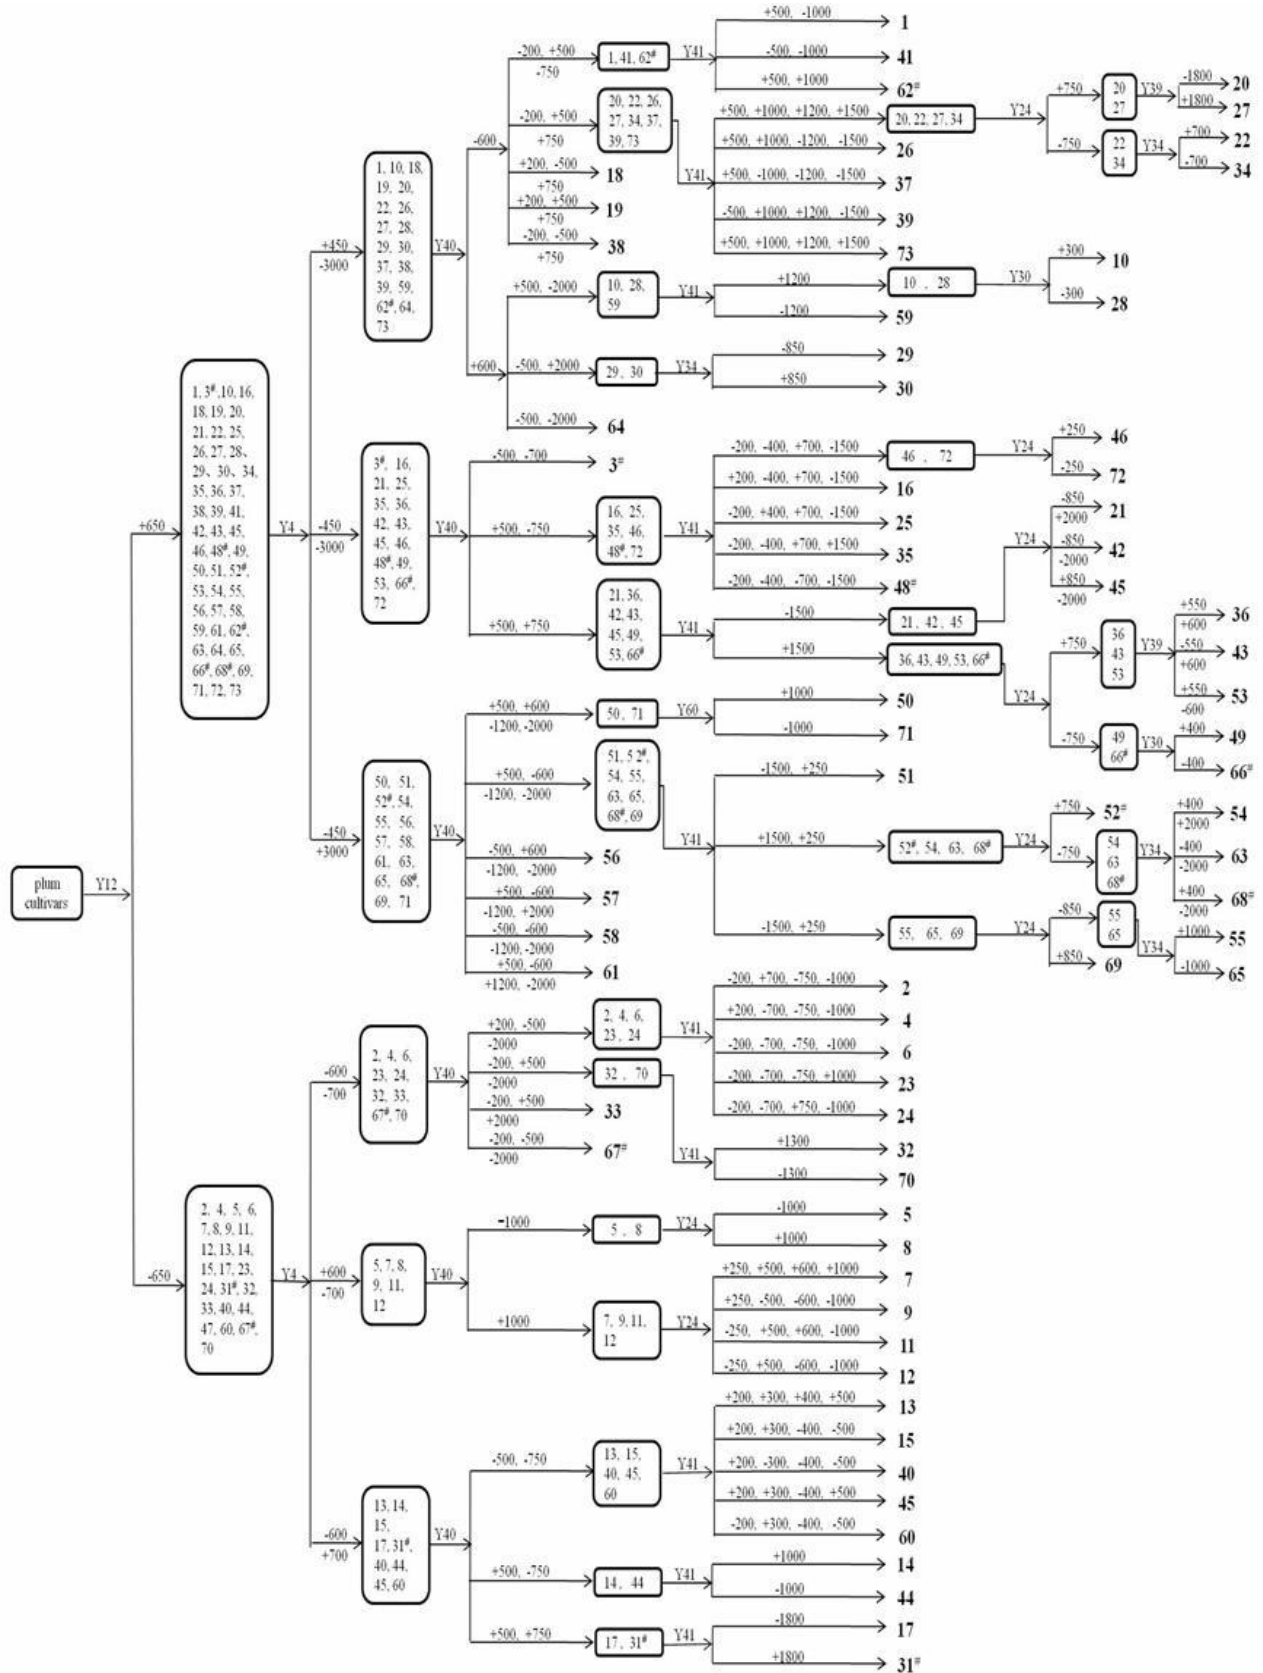 plum
cultivars
Y12
+650
1, 3#, 10, 16,
18, 19, 20,
21, 22, 25,
26, 27, 28、
29、30、34,
35, 36, 37,
38, 39, 41,
42, 43, 45,
46, 48#, 49,
50, 51, 52#,
53, 54, 55,
56, 57, 58,
59, 61, 62#,
63, 64, 65,
66#, 68#, 69,
71, 72, 73
Y4
+450
-3000
1, 10, 18,
19, 20,
22, 26,
27, 28,
29, 30,
37, 38,
39, 59,
62#, 64,
73
Y40
-600
-200, +500
-750
1, 41, 62#
Y41
+500, -1000
1
-500, -1000
41
+500, +1000
62#
-200, +500
+750
20, 22, 26,
27, 34, 37,
39, 73
Y41
+500, +1000, +1200, +1500
20, 22, 27, 34
Y24
+750
20
27
Y39
-1800
20
+1800
27
-750
22
34
Y34
+700
22
-700
34
+500, +1000, -1200, -1500
26
+500, -1000, -1200, -1500
37
-500, +1000, +1200, -1500
39
+500, +1000, +1200, +1500
73
+200, -500
+750
18
+200, +500
+750
19
-200, -500
+750
38
+600
+500, -2000
10, 28,
59
Y41
+1200
10 , 28
Y30
+300
10
-300
28
-1200
59
-500, +2000
29 , 30
Y34
-850
29
+850
30
-500, -2000
64
-450
-3000
3#, 16,
21, 25,
35, 36,
42, 43,
45, 46,
48#, 49,
53, 66#,
72
Y40
-500, -700
3#
+500, -750
16, 25,
35, 46,
48#, 72
Y41
-200, -400, +700, -1500
46 , 72
Y24
+250
46
-250
72
+200, -400, +700, -1500
16
-200, +400, +700, -1500
25
-200, -400, +700, +1500
35
-200, -400, -700, -1500
48#
+500, +750
21, 36,
42, 43,
45, 49,
53, 66#
Y41
-1500
21, 42, 45
Y24
-850
+2000
21
-850
-2000
42
+850
-2000
45
+1500
36, 43, 49, 53, 66#
Y24
+750
36
43
53
Y39
+550
+600
36
-550
+600
43
+550
-600
53
-750
49
66#
Y30
+400
49
-400
66#
-450
+3000
50, 51,
52#, 54,
55, 56,
57, 58,
61, 63,
65, 68#,
69, 71
Y40
+500, +600
-1200, -2000
50 , 71
Y60
+1000
50
-1000
71
+500, -600
-1200, -2000
51, 5 2#,
54, 55,
63, 65,
68#, 69
Y41
-1500, +250
51
+1500, +250
52#, 54, 63, 68#
Y24
+750
52#
-750
54
63
68#
Y34
+400
+2000
54
-400
-2000
63
+400
-2000
68#
-1500, +250
55, 65, 69
Y24
-850
55
65
Y34
+1000
55
-1000
65
+850
69
-500, +600
-1200, -2000
56
+500, -600
-1200, +2000
57
-500, -600
-1200, -2000
58
+500, -600
+1200, -2000
61
-650
2, 4, 5, 6,
7, 8, 9, 11,
12, 13, 14,
15, 17, 23,
24, 31#, 32,
33, 40, 44,
47, 60, 67#,
70
Y4
-600
-700
2, 4, 6,
23, 24,
32, 33,
67#, 70
Y40
+200, -500
-2000
2, 4, 6,
23, 24
Y41
-200, +700, -750, -1000
2
+200, -700, -750, -1000
4
-200, -700, -750, -1000
6
-200, -700, -750, +1000
23
-200, -700, +750, -1000
24
-200, +500
-2000
32 , 70
Y41
+1300
32
-1300
70
-200, +500
+2000
33
-200, -500
-2000
67#
+600
-700
5, 7, 8,
9, 11,
12
Y40
-1000
5 , 8
Y24
-1000
5
+1000
8
+1000
7, 9, 11,
12
Y24
+250, +500, +600, +1000
7
+250, -500, -600, -1000
9
-250, +500, +600, -1000
11
-250, +500, -600, -1000
12
-600
+700
13, 14,
15,
17, 31#,
40, 44,
45, 60
Y40
-500, -750
13, 15,
40, 45,
60
Y41
+200, +300, +400, +500
13
+200, +300, -400, -500
15
+200, -300, -400, -500
40
+200, +300, -400, +500
45
-200, +300, -400, -500
60
+500, -750
14, 44
Y41
+1000
14
-1000
44
+500, +750
17, 31#
Y41
-1800
17
+1800
31#